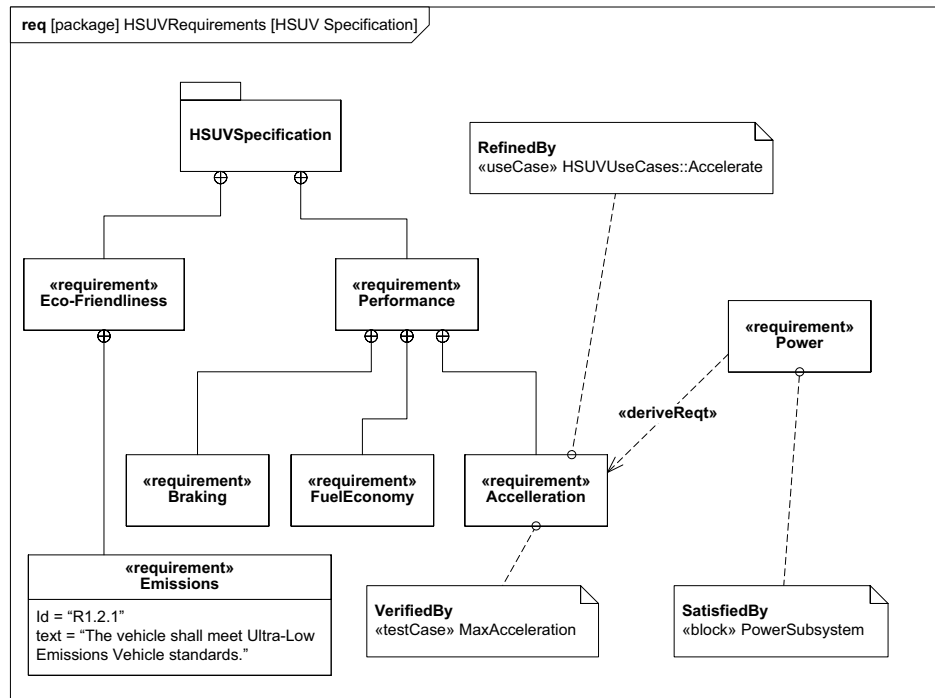 req [package] HSUVRequirements [HSUV Specification]
HSUVSpecification
RefinedBy
«useCase» HSUVUseCases::Accelerate
«requirement»
Eco-Friendliness
«requirement»
Performance
«requirement»
Power
«deriveReqt»
«requirement»
Braking
«requirement»
FuelEconomy
«requirement»
Accelleration
«requirement»
Emissions
Id = “R1.2.1”
text = “The vehicle shall meet Ultra-Low
Emissions Vehicle standards.”
VerifiedBy
«testCase» MaxAcceleration
SatisfiedBy
«block» PowerSubsystem